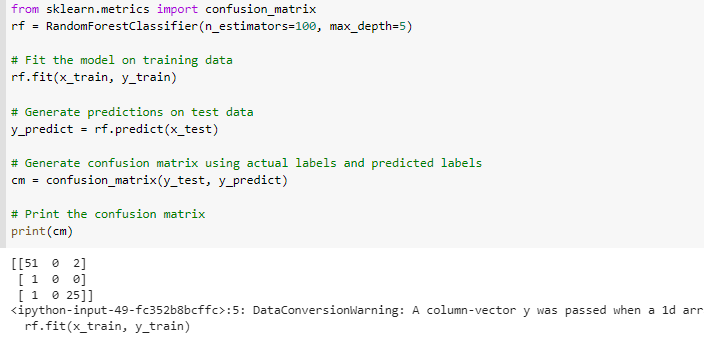 from sklearn.metrics import confusion_matrix
rf = RandomForestClassifier(n_estimators=100, max_depth=5)
# Fit the model on training data
rf.fit(x_train, y_train)
# Generate predictions on test data
y_predict = rf.predict(x_test)
# Generate confusion matrix using actual labels and predicted labels
cm = confusion_matrix(y_test, y_predict)
# Print the confusion matrix
print(cm)
[[51  0  2]
 [ 1  0  0]
 [ 1  0 25]]
<ipython-input-49-fc352b8bcffc>:5: DataConversionWarning: A column-vector y was passed when a 1d arr
  rf.fit(x_train, y_train)